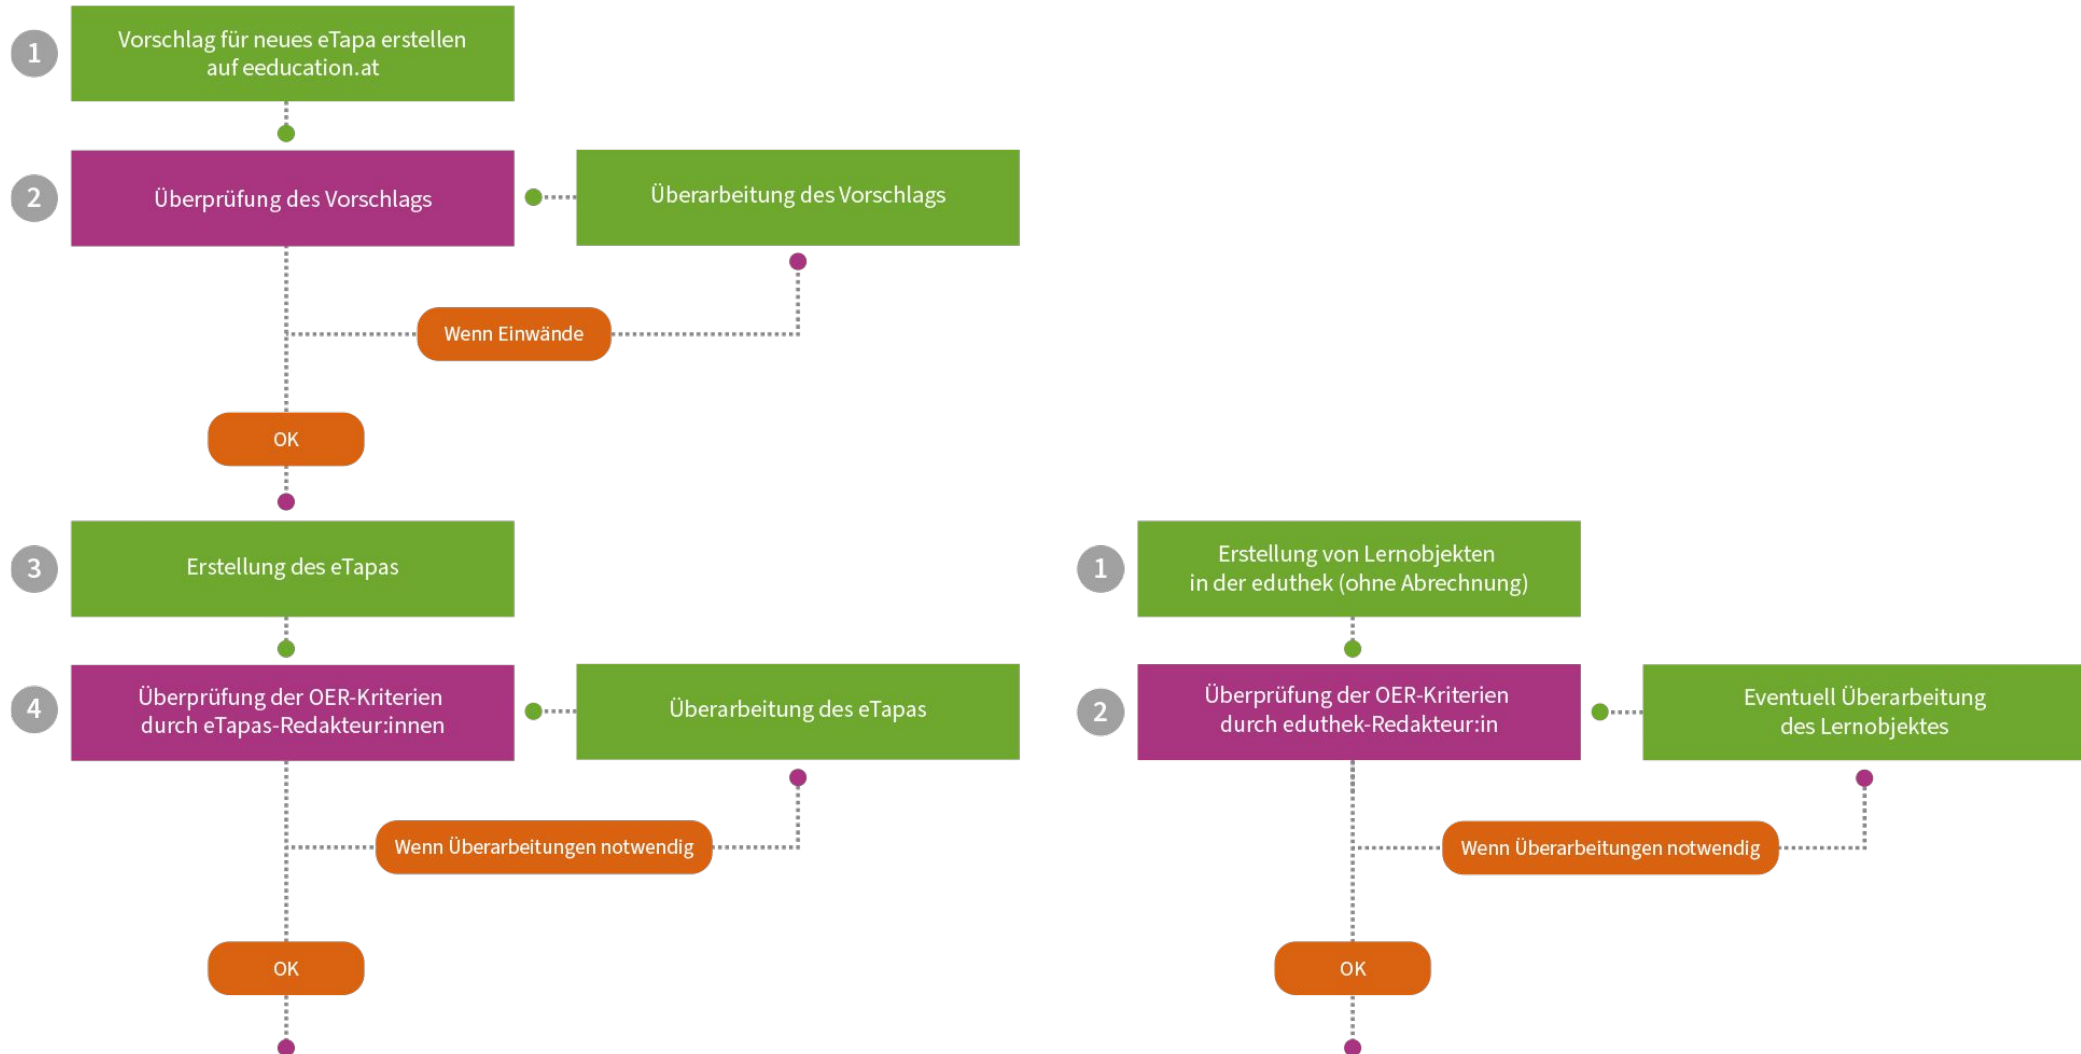 1
Vorschlag für neues eTapa erstellen
auf eeducation.at
2
Überprüfung des Vorschlags
Überarbeitung des Vorschlags
Wenn Einwände
OK
3
Erstellung des eTapas
4
Überprüfung der OER-Kriterien
durch eTapas-Redakteur:innen
Überarbeitung des eTapas
Wenn Überarbeitungen notwendig
OK
1
Erstellung von Lernobjekten
in der eduthek (ohne Abrechnung)
2
Überprüfung der OER-Kriterien
durch eduthek-Redakteur:in
Eventuell Überarbeitung
des Lernobjektes
Wenn Überarbeitungen notwendig
OK